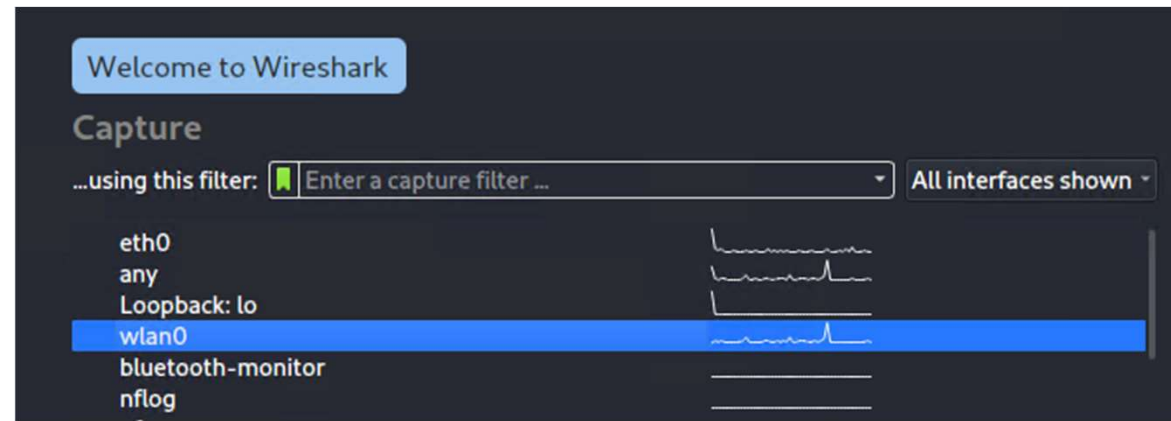 Welcome to Wireshark
Capture
...using this filter: Enter a capture filter ... All interfaces shown
eth0
any
Loopback: lo
wlan0
bluetooth-monitor
nflog